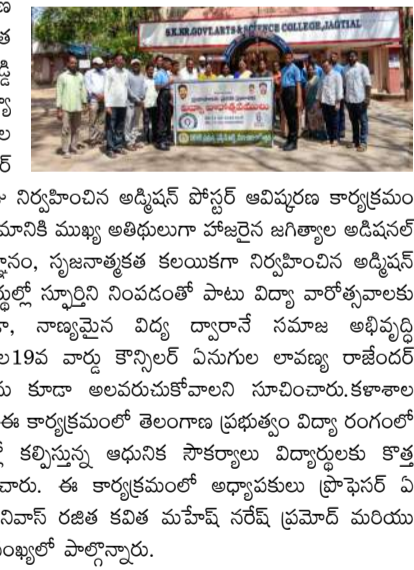 ణ
త
డ్డి
ల
ర్
S.K.NR.GOVT.ARTS & SCIENCE COLLEGE, JAGTIAL
నిర్వహించిన అడ్మిషన్ పోస్టర్ ఆవిష్కరణ కార్యక్రమం
మానికి ముఖ్య అతిథులుగా హాజరైన జగిత్యాల అడిషనల్
్ఞానం, సృజనాత్మకత కలయికగా నిర్వహించిన అడ్మిషన్
ర్థుల్లో స్ఫూర్తిని నింపడంతో పాటు విద్యా వారోత్సవాలకు
ా, నాణ్యమైన విద్య ద్వారానే సమాజ అభివృద్ధి
ల19వ వార్డు కౌన్సిలర్ ఏనుగుల లావణ్య రాజేందర్
ను కూడా అలవరుచుకోవాలని సూచించారు.కళాశాల
ఈ కార్యక్రమంలో తెలంగాణ ప్రభుత్వం విద్యా రంగంలో
ల్లో కల్పిస్తున్న ఆధునిక సౌకర్యాలు విద్యార్థులకు కొత్త
చారు. ఈ కార్యక్రమంలో అధ్యాపకులు ప్రొఫెసర్ ఏ
నివాస్ రజిత కవిత మహేష్ నరేష్ ప్రమోద్ మరియు
ంఖ్యలో పాల్గొన్నారు.